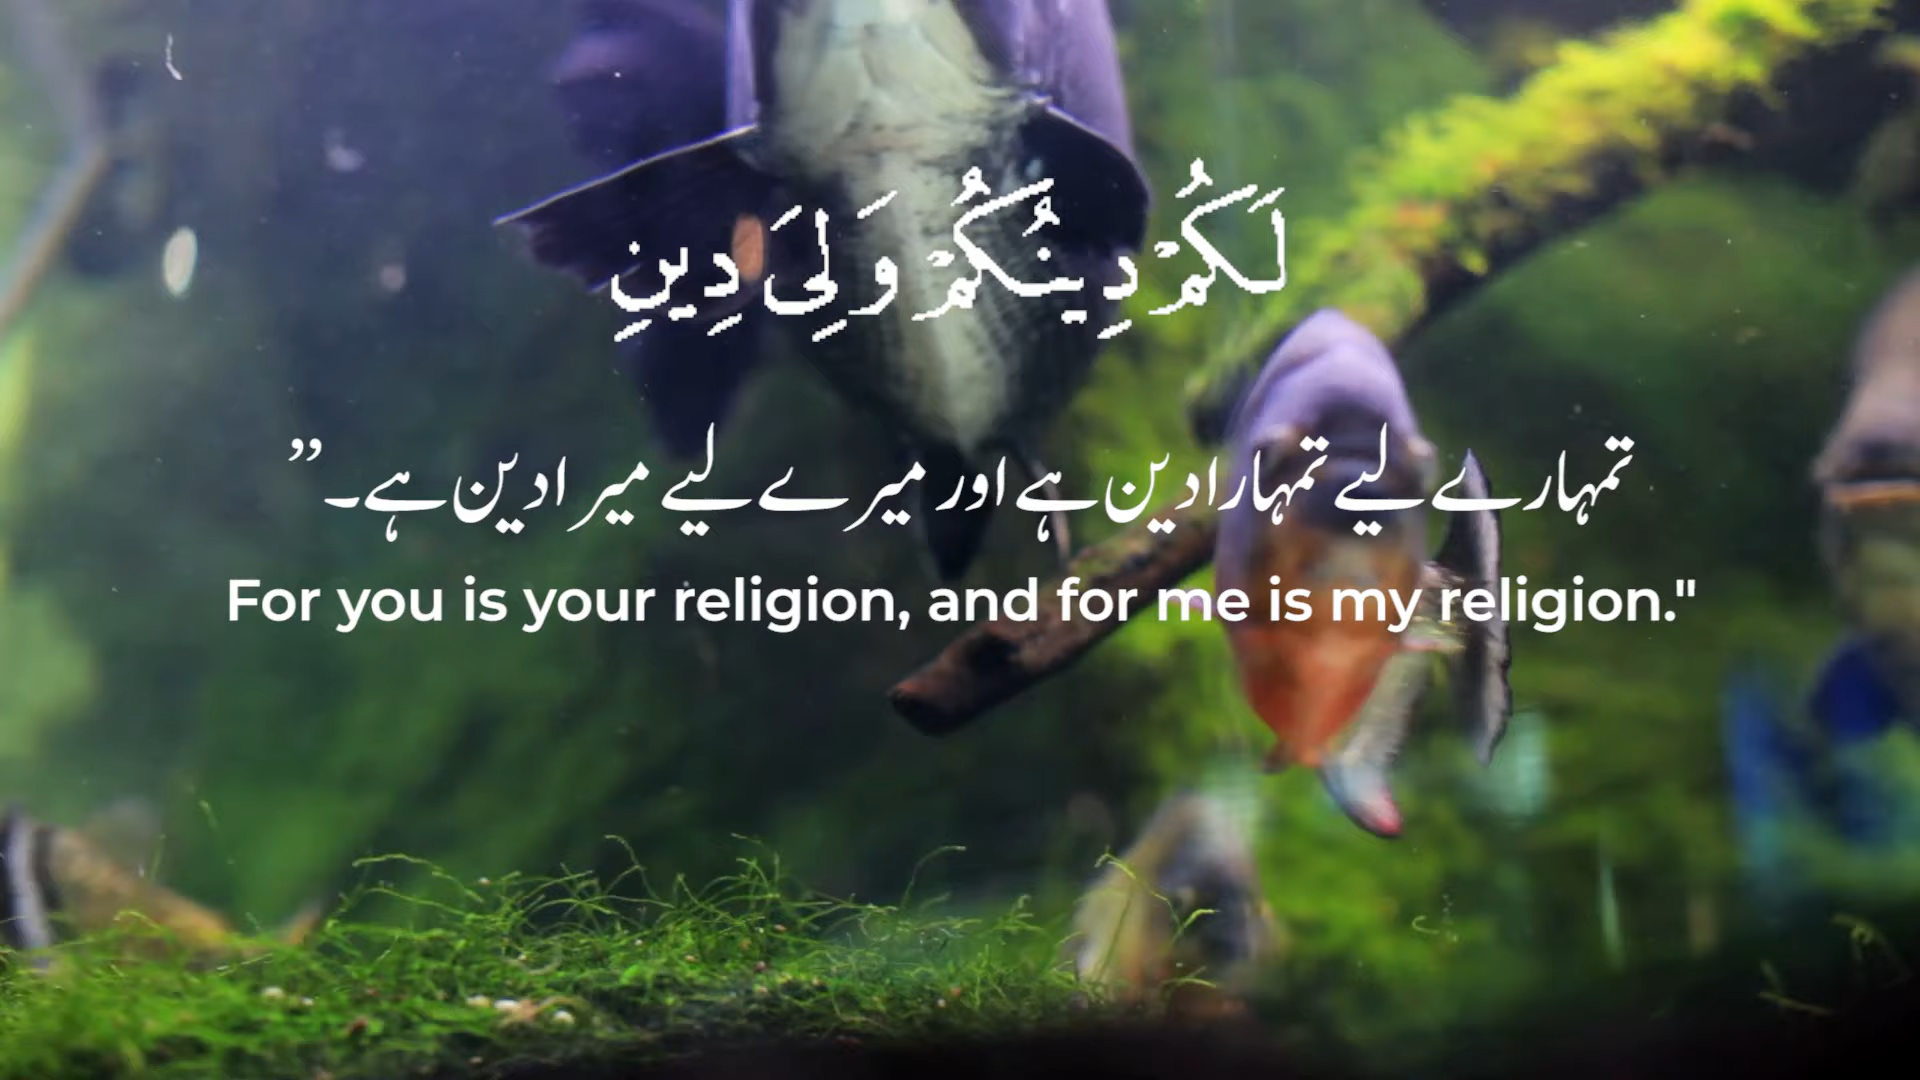 لَكُمْ دِينُكُمْ وَلِىَ دِينِ
تمہارے لیے تمہارا دین ہے اور میرے لیے میرا دین ہے۔”
For you is your religion, and for me is my religion."